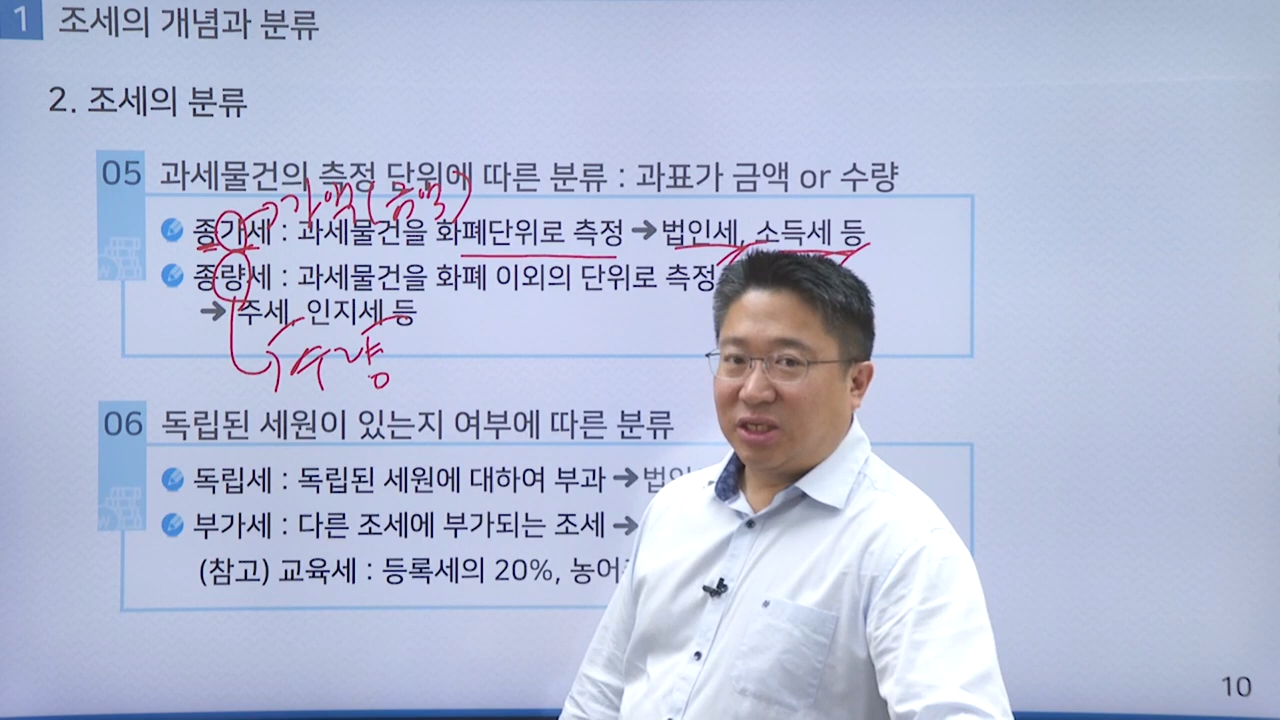 1 조세의 개념과 분류
2. 조세의 분류
05 과세물건의 측정 단위에 따른 분류 : 과표가 금액 or 수량
가액(금액)
종가세 : 과세물건을 화폐단위로 측정 → 법인세, 소득세 등
종량세 : 과세물건을 화폐 이외의 단위로 측정
→ 주세, 인지세 등
수량
06 독립된 세원이 있는지 여부에 따른 분류
독립세 : 독립된 세원에 대하여 부과 → 법인
부가세 : 다른 조세에 부가되는 조세 →
(참고) 교육세 : 등록세의 20%, 농어
10